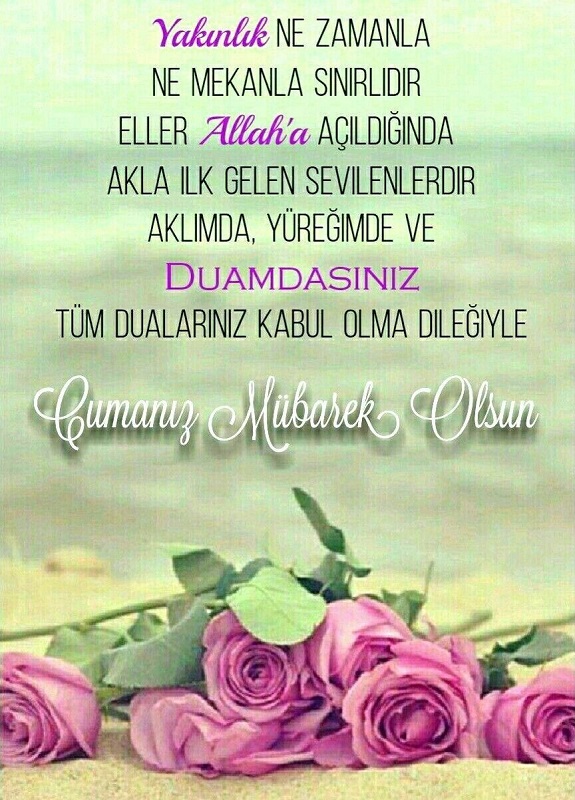 Yakınlık NE ZAMANLA
NE MEKANLA SINIRLIDIR
ELLER Allah'a AÇILDIĞINDA
AKLA ILK GELEN SEVILENLERDIR
AKLIMDA, YÜREĞIMDE VE
DUAMDASINIZ
TÜM DUALARINIZ KABUL OLMA DILEĞIYLE
Cumanız Mübarek Olsun